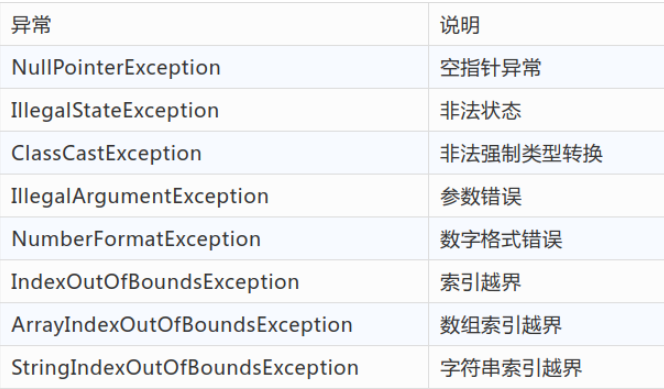 异常 说明
NullPointerException 空指针异常
IllegalStateException 非法状态
ClassCastException 非法强制类型转换
IllegalArgumentException 参数错误
NumberFormatException 数字格式错误
IndexOutOfBoundsException 索引越界
ArrayIndexOutOfBoundsException 数组索引越界
StringIndexOutOfBoundsException 字符串索引越界